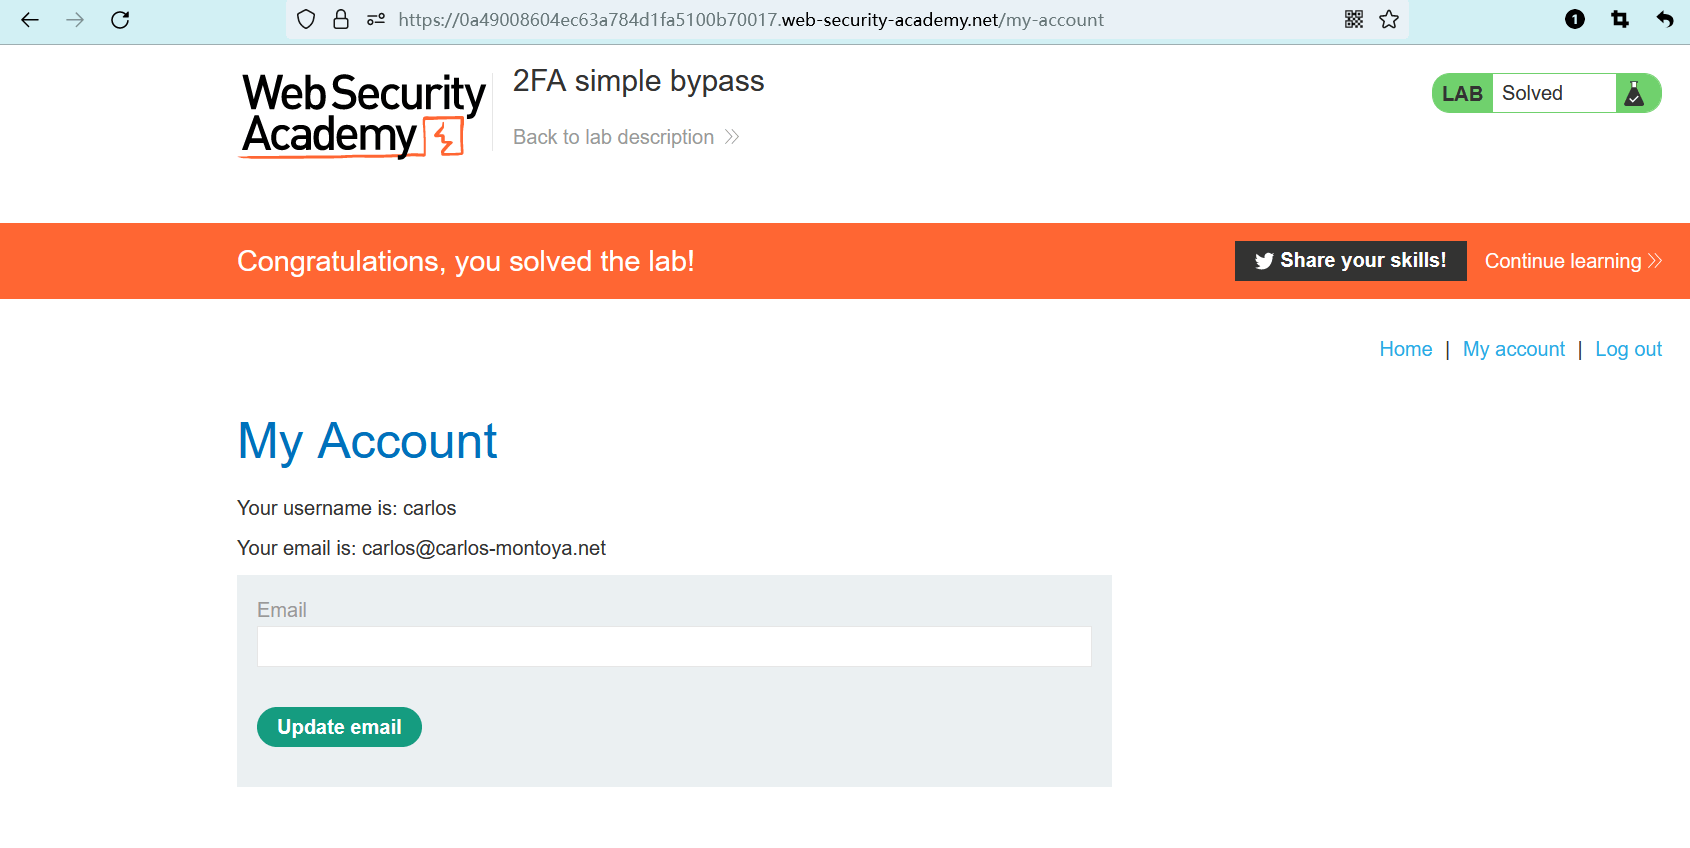 https://0a49008604ec63a784d1fa5100b70017.web-security-academy.net/my-account
1
Web Security
Academy
2FA simple bypass
Back to lab description
LAB Solved
Congratulations, you solved the lab!
Share your skills!
Continue learning
Home | My account | Log out
My Account
Your username is: carlos
Your email is: carlos@carlos-montoya.net
Email
Update email